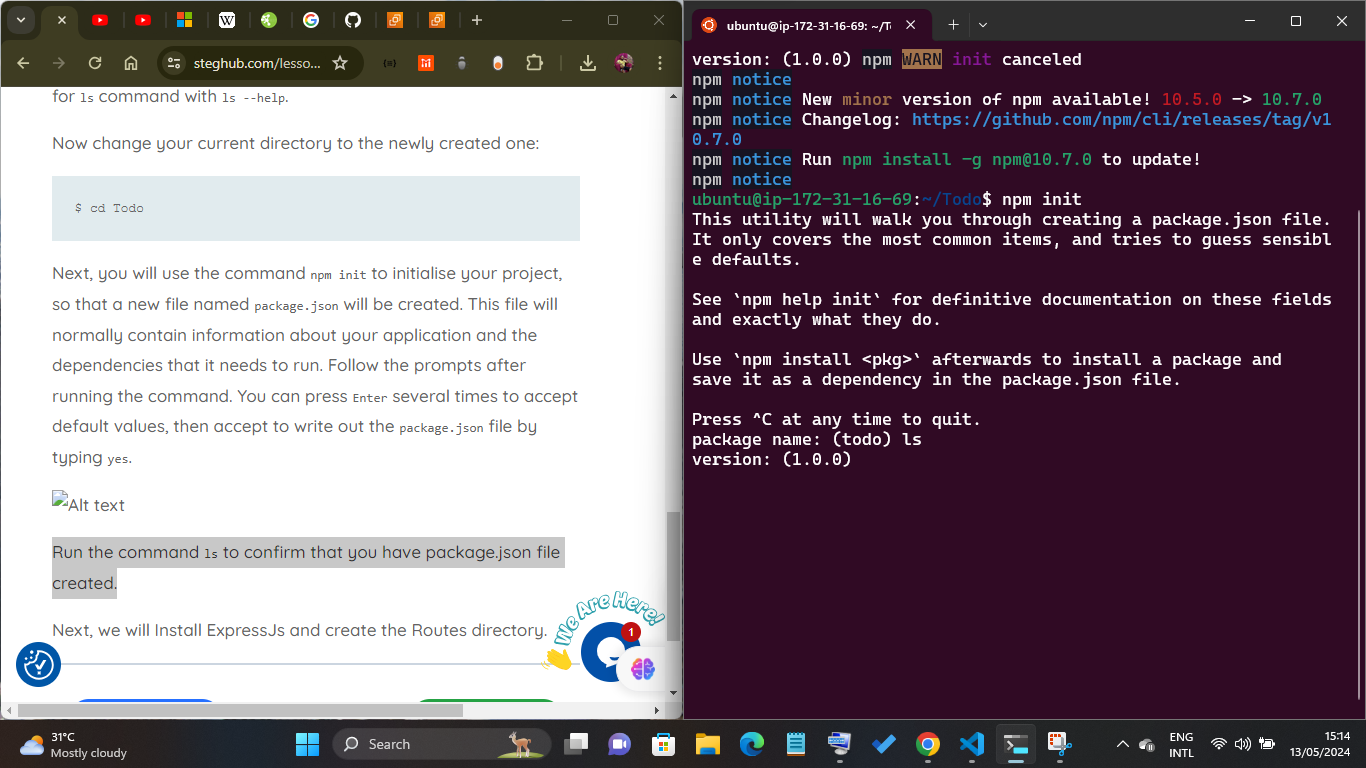 steghub.com/lesso...
for ls command with ls --help.
Now change your current directory to the newly created one:
$ cd Todo
Next, you will use the command npm init to initialise your project,
so that a new file named package.json will be created. This file will
normally contain information about your application and the
dependencies that it needs to run. Follow the prompts after
running the command. You can press Enter several times to accept
default values, then accept to write out the package.json file by
typing yes.
Alt text
Run the command ls to confirm that you have package.json file
created.
Next, we will Install ExpressJs and create the Routes directory.
We Are Here!
1
ubuntu@ip-172-31-16-69: ~/To
version: (1.0.0) npm WARN init canceled
npm notice
npm notice New minor version of npm available! 10.5.0 -> 10.7.0
npm notice Changelog: https://github.com/npm/cli/releases/tag/v1
0.7.0
npm notice Run npm install -g npm@10.7.0 to update!
npm notice
ubuntu@ip-172-31-16-69:~/Todo$ npm init
This utility will walk you through creating a package.json file.
It only covers the most common items, and tries to guess sensibl
e defaults.
See `npm help init` for definitive documentation on these fields
and exactly what they do.
Use `npm install <pkg>` afterwards to install a package and
save it as a dependency in the package.json file.
Press ^C at any time to quit.
package name: (todo) ls
version: (1.0.0)
31°C
Mostly cloudy
Search
ENG
INTL
15:14
13/05/2024